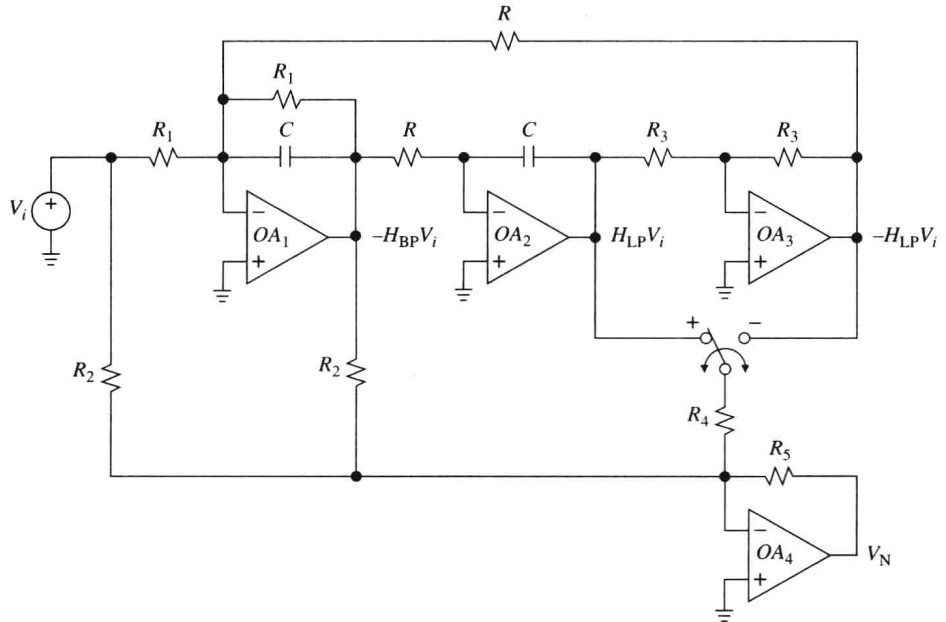 R
R1
R1 C R C R3 R3
Vi + − − −
OA1 −HBPVi OA2 HLPVi OA3 −HLPVi
+ + +
+ −
R2 R2
R4
R5
−
OA4 VN
+